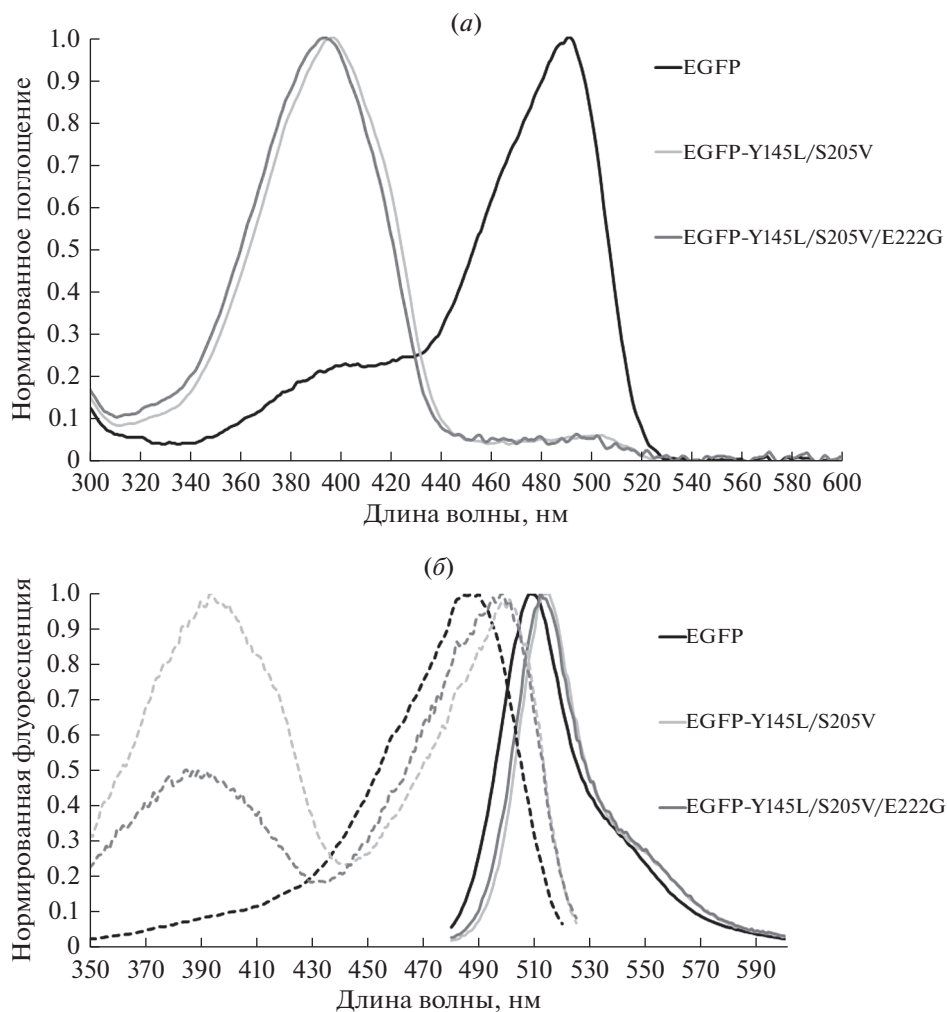 (а)
Нормированное поглощение
1.0
0.9
0.8
0.7
0.6
0.5
0.4
0.3
0.2
0.1
0
300 320 340 360 380 400 420 440 460 480 500 520 540 560 580 600
Длина волны, нм
EGFP
EGFP-Y145L/S205V
EGFP-Y145L/S205V/E222G
(б)
Нормированная флуоресценция
1.0
0.9
0.8
0.7
0.6
0.5
0.4
0.3
0.2
0.1
0
350 370 390 410 430 450 470 490 510 530 550 570 590
Длина волны, нм
EGFP
EGFP-Y145L/S205V
EGFP-Y145L/S205V/E222G